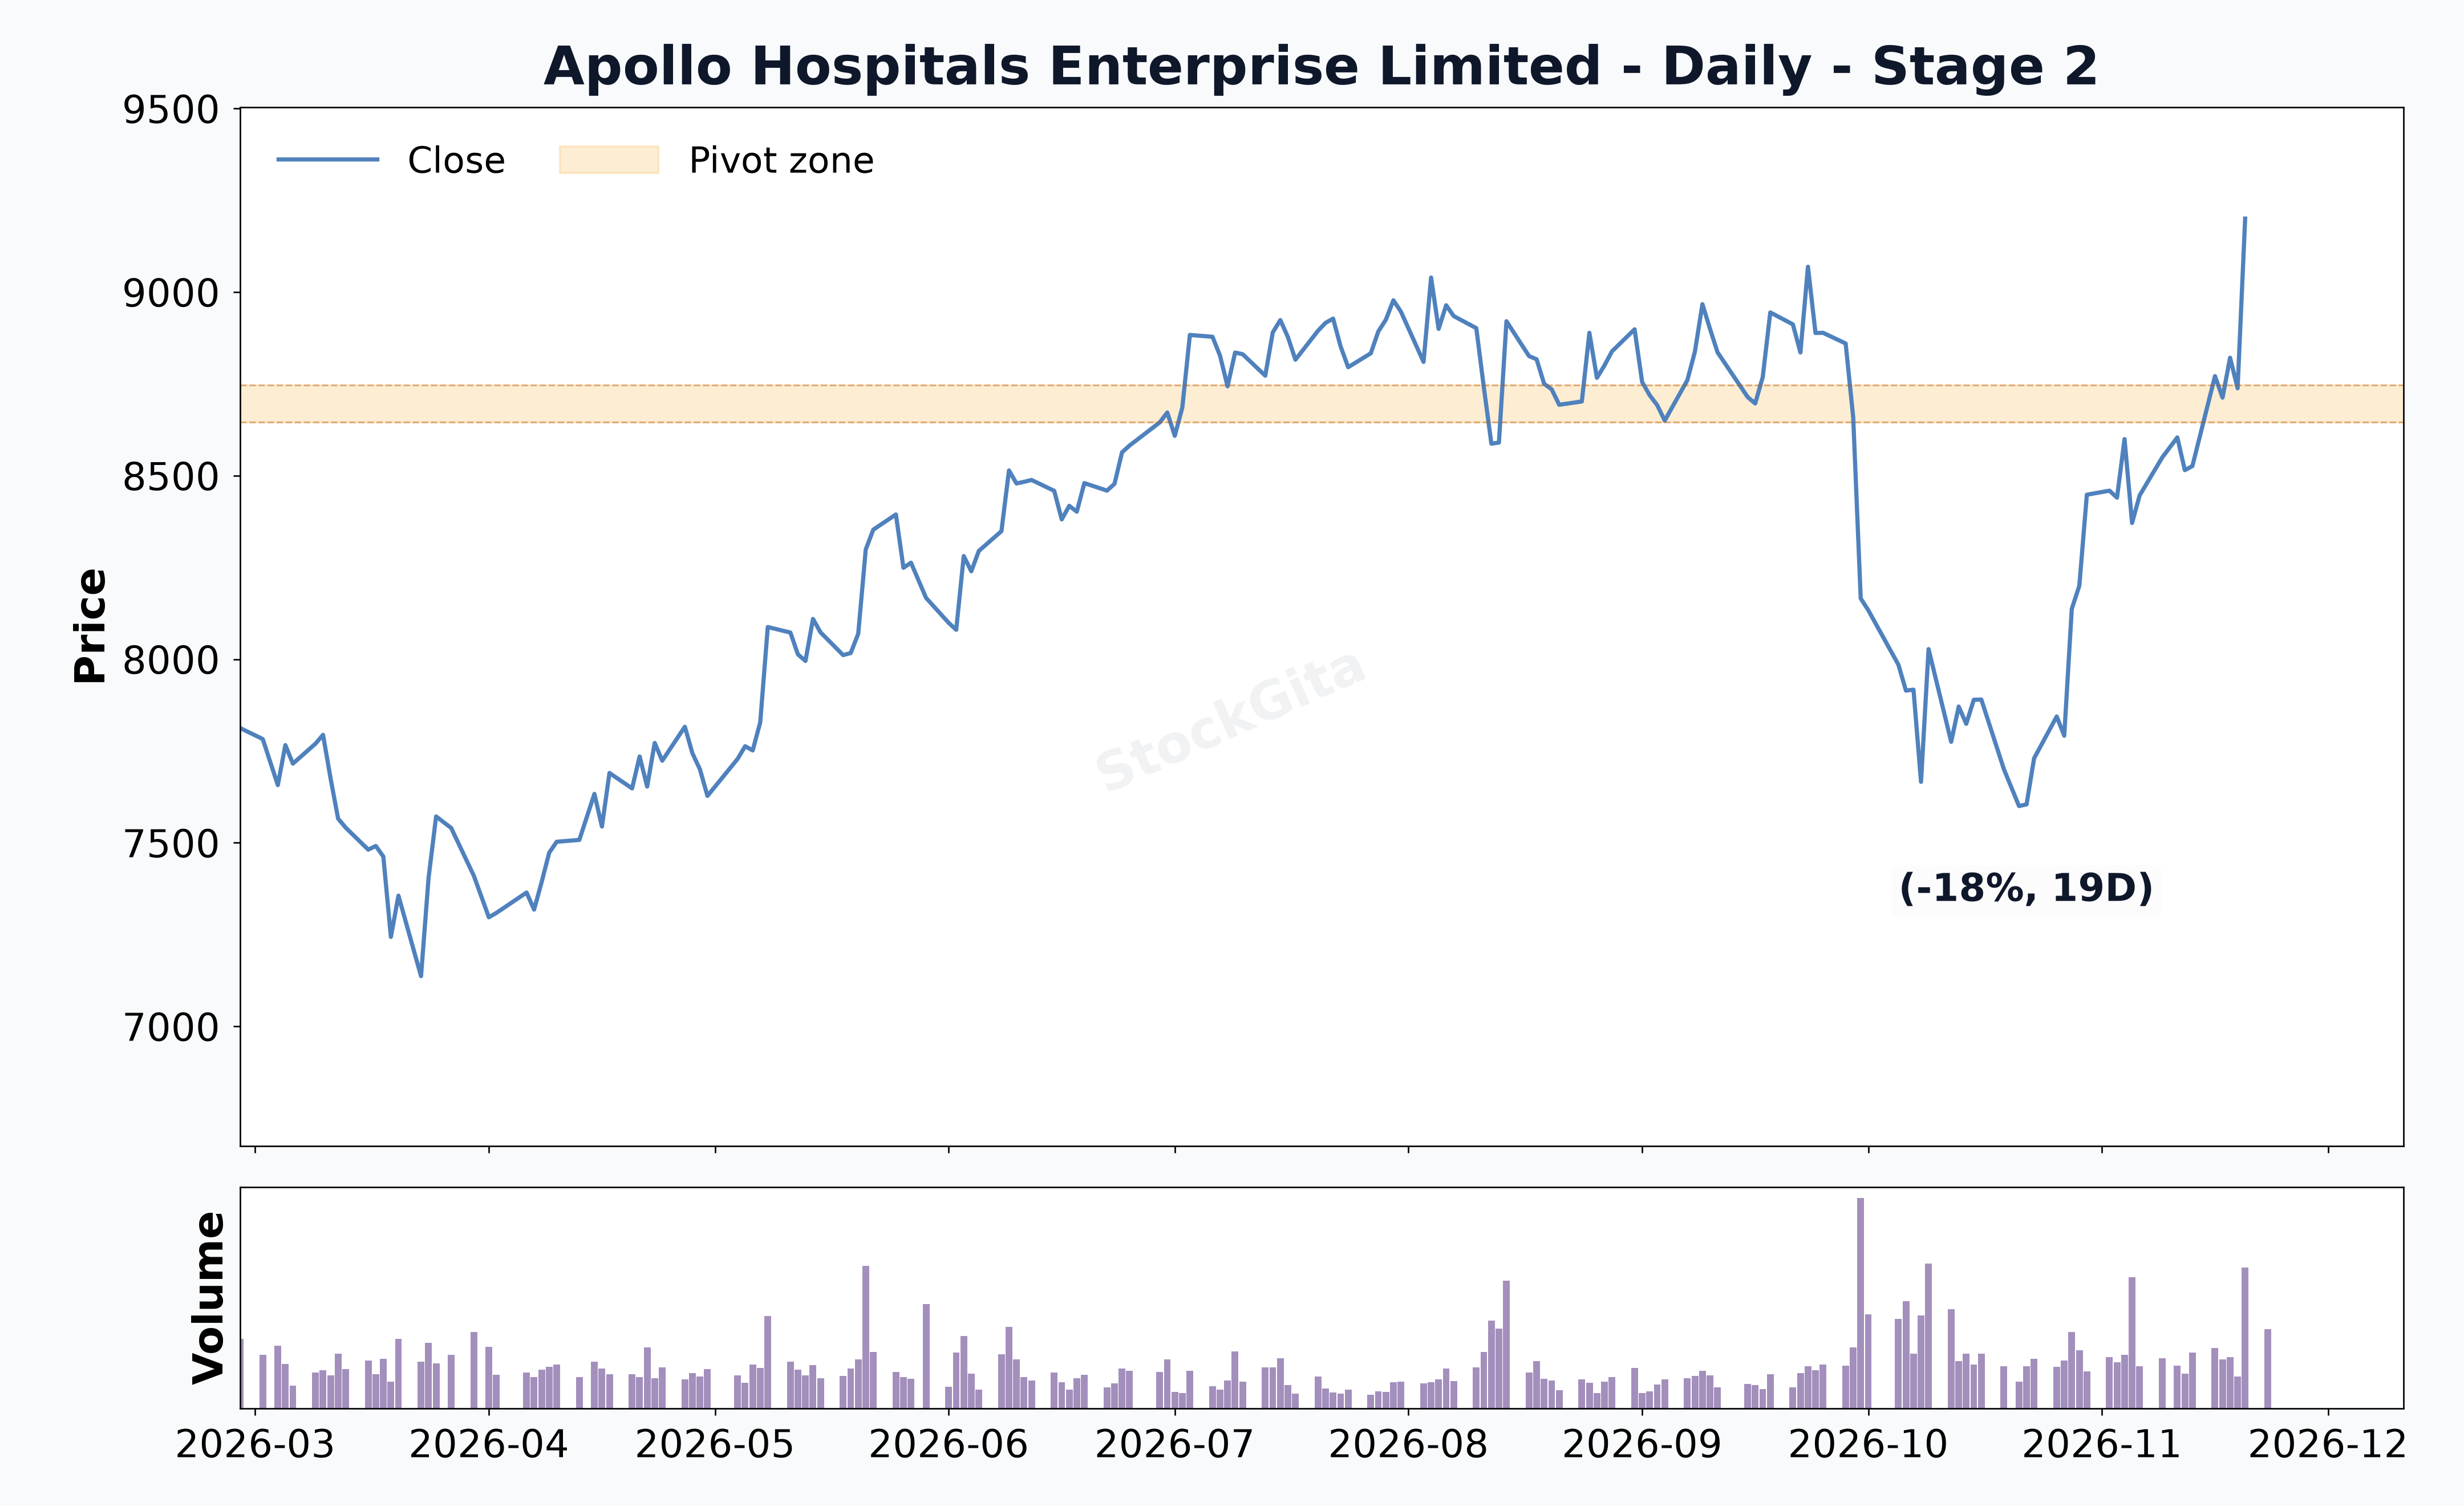 Apollo Hospitals Enterprise Limited - Daily - Stage 2
9500
Close
Pivot zone
9000
8500
8000
7500
7000
Price
StockGita
(-18%, 19D)
Volume
2026-03
2026-04
2026-05
2026-06
2026-07
2026-08
2026-09
2026-10
2026-11
2026-12